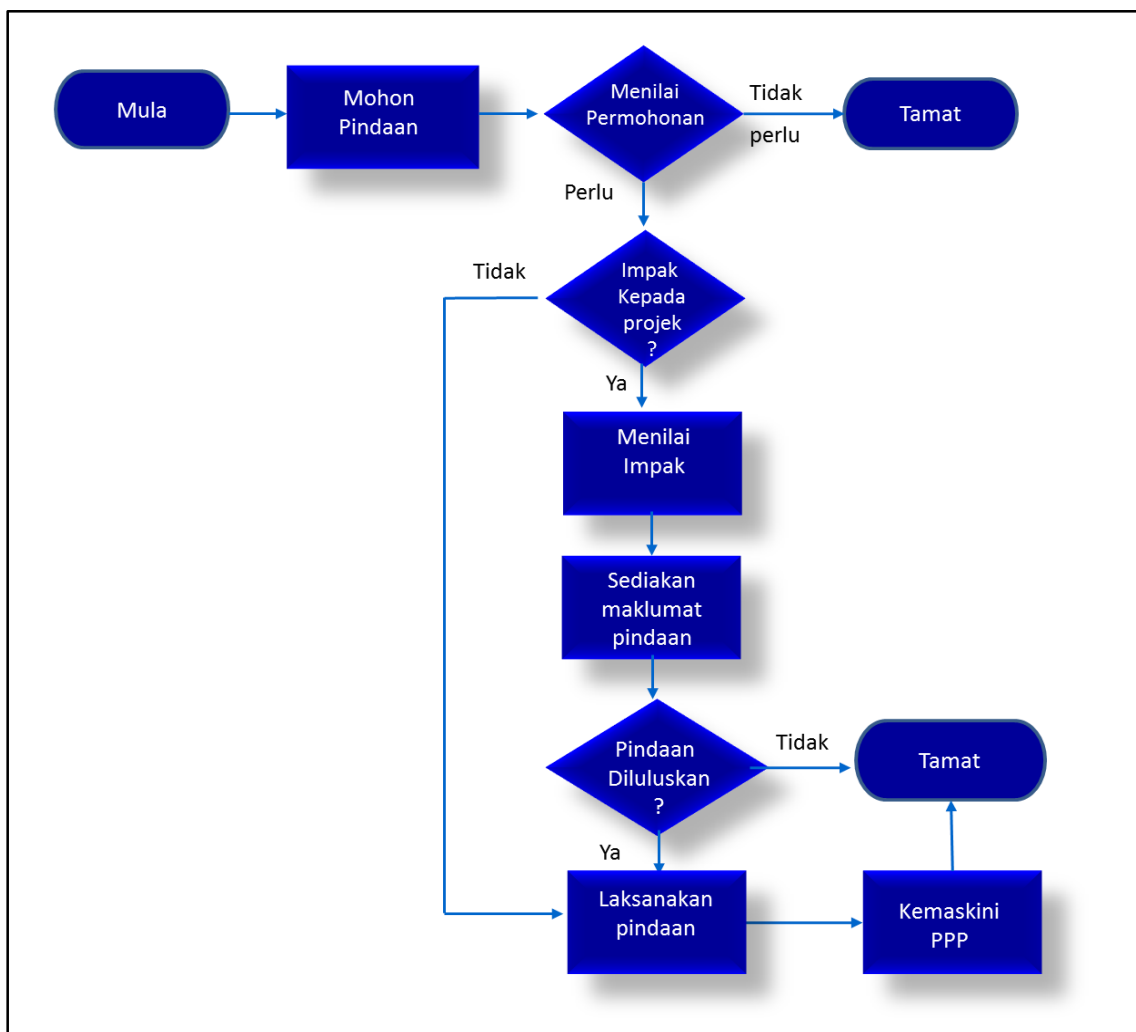 Mula
Mohon
Pindaan
Menilai
Permohonan
Tidak
perlu
Tamat
Perlu
Tidak
Impak
Kepada
projek
?
Ya
Menilai
Impak
Sediakan
maklumat
pindaan
Pindaan
Diluluskan
?
Tidak
Tamat
Ya
Laksanakan
pindaan
Kemaskini
PPP